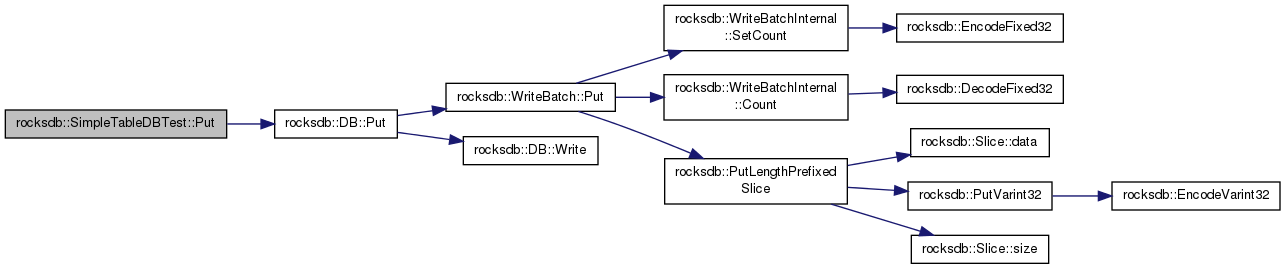 rocksdb::SimpleTableDBTest::Put
rocksdb::DB::Put
rocksdb::WriteBatch::Put
rocksdb::DB::Write
rocksdb::WriteBatchInternal
::SetCount
rocksdb::WriteBatchInternal
::Count
rocksdb::PutLengthPrefixed
Slice
rocksdb::EncodeFixed32
rocksdb::DecodeFixed32
rocksdb::Slice::data
rocksdb::PutVarint32
rocksdb::Slice::size
rocksdb::EncodeVarint32